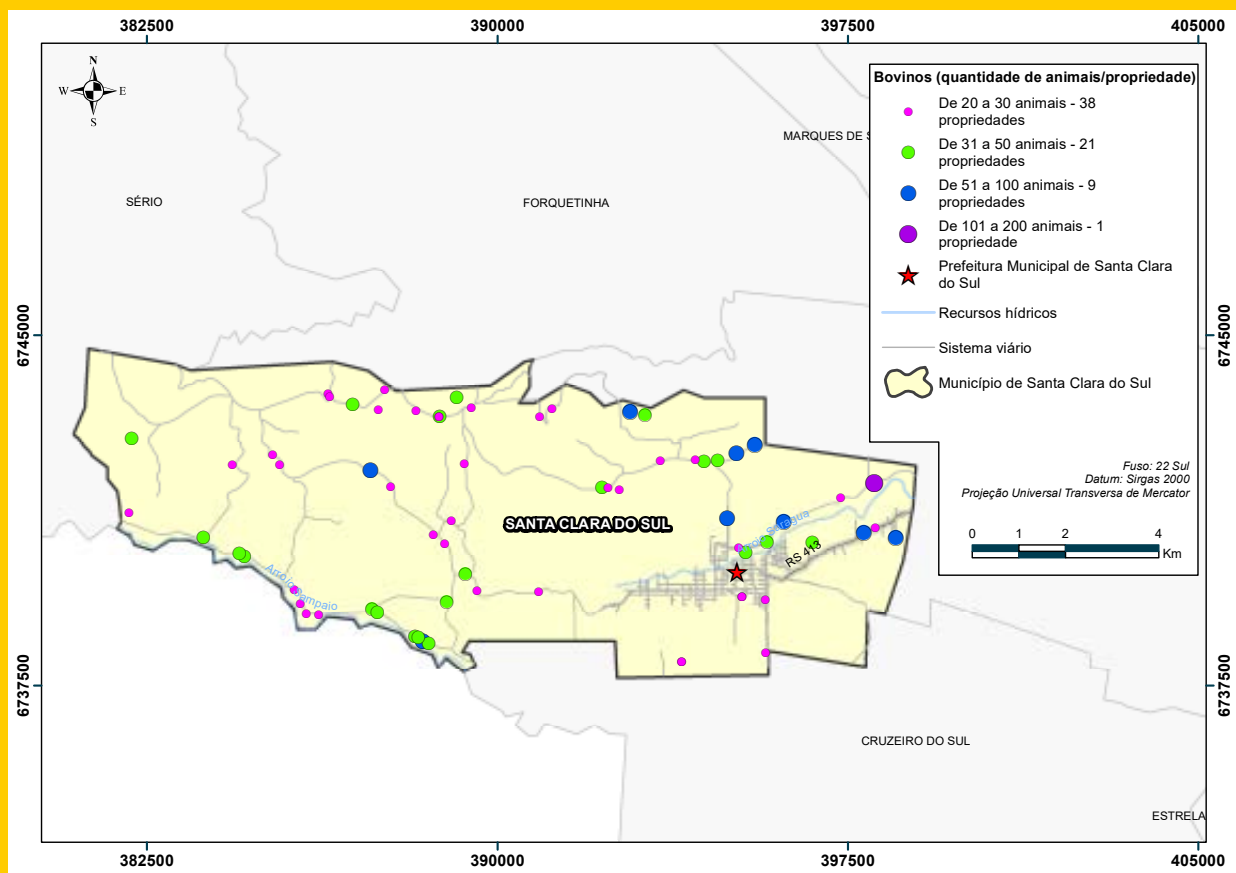 382500
390000
397500
405000
N
W
E
S
Bovinos (quantidade de animais/propriedade)
De 20 a 30 animais - 38
propriedades
De 31 a 50 animais - 21
propriedades
De 51 a 100 animais - 9
propriedades
De 101 a 200 animais - 1
propriedade
Prefeitura Municipal de Santa Clara
do Sul
Recursos hídricos
Sistema viário
Município de Santa Clara do Sul
Fuso: 22 Sul
Datum: Sirgas 2000
Projeção Universal Transversa de Mercator
0 1 2 4
Km
MARQUES DE S
SÉRIO
FORQUETINHA
6745000
6745000
SANTA CLARA DO SUL
Arroio Saraguá
RS 413
Arroio Sampaio
6737500
6737500
CRUZEIRO DO SUL
ESTRELA
382500
390000
397500
405000